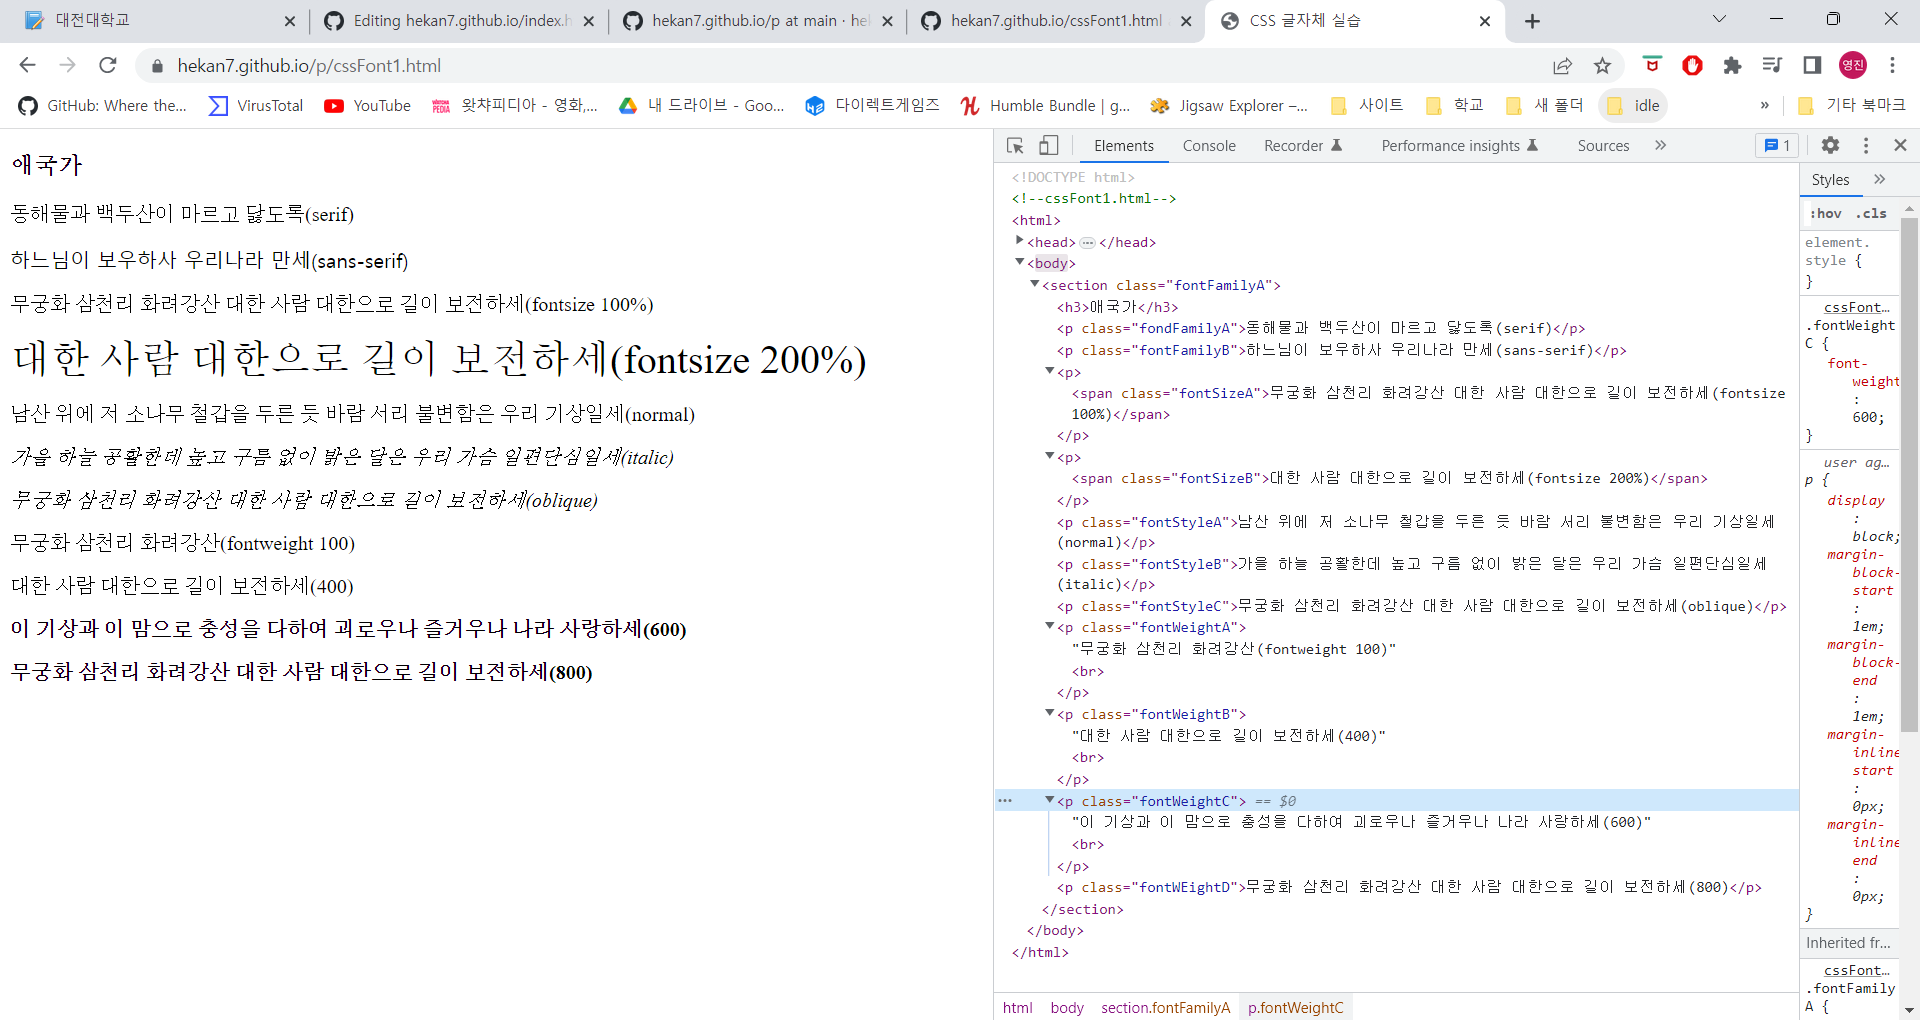 대전대학교
Editing hekan7.github.io/index.h
hekan7.github.io/p at main · hek
hekan7.github.io/cssFont1.html
CSS 글자체 실습
hekan7.github.io/p/cssFont1.html
영진
GitHub: Where the...
VirusTotal
YouTube
WATCHA PEDIA
왓챠피디아 - 영화,...
내 드라이브 - Goo...
다이렉트게임즈
Humble Bundle | g...
Jigsaw Explorer –...
사이트
학교
새 폴더
idle
»
기타 북마크
애국가
동해물과 백두산이 마르고 닳도록(serif)
하느님이 보우하사 우리나라 만세(sans-serif)
무궁화 삼천리 화려강산 대한 사람 대한으로 길이 보전하세(fontsize 100%)
대한 사람 대한으로 길이 보전하세(fontsize 200%)
남산 위에 저 소나무 철갑을 두른 듯 바람 서리 불변함은 우리 기상일세(normal)
가을 하늘 공활한데 높고 구름 없이 밝은 달은 우리 가슴 일편단심일세(italic)
무궁화 삼천리 화려강산 대한 사람 대한으로 길이 보전하세(oblique)
무궁화 삼천리 화려강산(fontweight 100)
대한 사람 대한으로 길이 보전하세(400)
이 기상과 이 맘으로 충성을 다하여 괴로우나 즐거우나 나라 사랑하세(600)
무궁화 삼천리 화려강산 대한 사람 대한으로 길이 보전하세(800)
Elements
Console
Recorder
Performance insights
Sources
»
1
<!DOCTYPE html>
<!--cssFont1.html-->
<html>
<head>…</head>
<body>
<section class="fontFamilyA">
<h3>애국가</h3>
<p class="fondFamilyA">동해물과 백두산이 마르고 닳도록(serif)</p>
<p class="fontFamilyB">하느님이 보우하사 우리나라 만세(sans-serif)</p>
<p>
<span class="fontSizeA">무궁화 삼천리 화려강산 대한 사람 대한으로 길이 보전하세(fontsize
100%)</span>
</p>
<p>
<span class="fontSizeB">대한 사람 대한으로 길이 보전하세(fontsize 200%)</span>
</p>
<p class="fontStyleA">남산 위에 저 소나무 철갑을 두른 듯 바람 서리 불변함은 우리 기상일세
(normal)</p>
<p class="fontStyleB">가을 하늘 공활한데 높고 구름 없이 밝은 달은 우리 가슴 일편단심일세
(italic)</p>
<p class="fontStyleC">무궁화 삼천리 화려강산 대한 사람 대한으로 길이 보전하세(oblique)</p>
<p class="fontWeightA">
"무궁화 삼천리 화려강산(fontweight 100)"
<br>
</p>
<p class="fontWeightB">
"대한 사람 대한으로 길이 보전하세(400)"
<br>
</p>
<p class="fontWeightC"> == $0
"이 기상과 이 맘으로 충성을 다하여 괴로우나 즐거우나 나라 사랑하세(600)"
<br>
</p>
<p class="fontWEightD">무궁화 삼천리 화려강산 대한 사람 대한으로 길이 보전하세(800)</p>
</section>
</body>
</html>
html
body
section.fontFamilyA
p.fontWeightC
Styles
»
:hov .cls
element.
style {
}
cssFont…
.fontWeight
C {
font-
weight
:
600;
}
user ag…
p {
display
:
block;
margin-
block-
start
:
1em;
margin-
block-
end
:
1em;
margin-
inline
start
:
0px;
margin-
inline
end
:
0px;
}
Inherited fr...
cssFont…
.fontFamily
A {